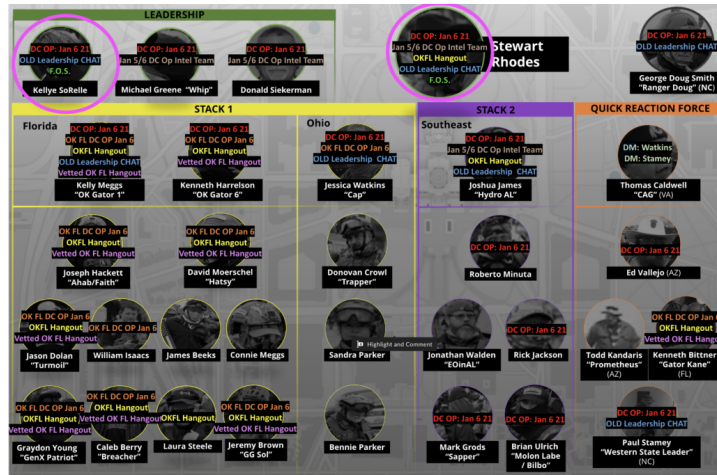 LEADERSHIP
DC OP: Jan 6 21
OLD Leadership CHAT
F.O.S.
Kellye SoRelle
DC OP: Jan 6 21
Jan 5/6 DC Op Intel Team
Michael Greene "Whip"
DC OP: Jan 6 21
Jan 5/6 DC Op Intel Team
Donald Siekerman
DC OP: Jan 6 21
Jan 5/6 DC Op Intel Team
OKFL Hangout
OLD Leadership CHAT
F.O.S.
Stewart
Rhodes
DC OP: Jan 6 21
OLD Leadership CHAT
George Doug Smith
"Ranger Doug" (NC)
STACK 1
Florida
DC OP: Jan 6 21
OK FL DC OP Jan 6
OKFL Hangout
OLD Leadership CHAT
Vetted OK FL Hangout
Kelly Meggs
"OK Gator 1"
DC OP: Jan 6 21
OK FL DC OP Jan 6
OKFL Hangout
Vetted OK FL Hangout
Kenneth Harrelson
"OK Gator 6"
Ohio
DC OP: Jan 6 21
OK FL DC OP Jan 6
OLD Leadership CHAT
Jessica Watkins
"Cap"
STACK 2
Southeast
DC OP: Jan 6 21
Jan 5/6 DC Op Intel Team
OKFL Hangout
OLD Leadership CHAT
Joshua James
"Hydro AL"
QUICK REACTION FORCE
DM: Watkins
DM: Stamey
Thomas Caldwell
"CAG" (VA)
OK FL DC OP Jan 6
OKFL Hangout
Vetted OK FL Hangout
Joseph Hackett
"Ahab/Faith"
OK FL DC OP Jan 6
OKFL Hangout
Vetted OK FL Hangout
David Moerschel
"Hatsy"
Donovan Crowl
"Trapper"
DC OP: Jan 6 21
Roberto Minuta
DC OP: Jan 6 21
Ed Vallejo (AZ)
OK FL DC OP Jan 6
OKFL Hangout
Vetted OK FL Hangout
Jason Dolan
"Turmoil"
OK FL DC OP Jan 6
William Isaacs
James Beeks
Connie Meggs
Sandra Parker
Highlight and Comment
Jonathan Walden
"EOinAL"
DC OP: Jan 6 21
Rick Jackson
Todd Kandaris
"Prometheus"
(AZ)
OK FL DC OP Jan 6
OKFL Hangout
Vetted OK FL Hangout
Kenneth Bittner
"Gator Kane"
(FL)
OK FL DC OP Jan 6
OKFL Hangout
Vetted OK FL Hangout
Graydon Young
"GenX Patriot"
OK FL DC OP Jan 6
OKFL Hangout
Vetted OK FL Hangout
Caleb Berry
"Breacher"
OKFL Hangout
Laura Steele
OK FL DC OP Jan 6
OKFL Hangout
Vetted OK FL Hangout
Jeremy Brown
"GG Sol"
Bennie Parker
DC OP: Jan 6 21
Mark Grods
"Sapper"
DC OP: Jan 6 21
Brian Ulrich
"Molon Labe
/ Bilbo"
DC OP: Jan 6 21
OLD Leadership CHAT
Paul Stamey
"Western State Leader"
(NC)